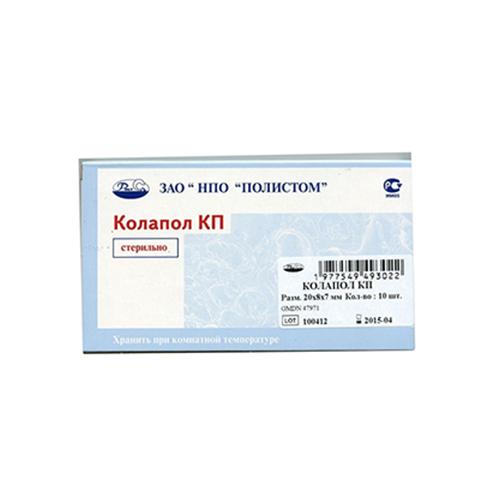 ЗАО “ НПО “ПОЛИСТОМ”
Колапол КП
стерильно
1 977549 493022
КОЛАПОЛ КП
Разм. 20х8х7 мм Кол-во : 10 шт.
GMDN 47971
LOT 100412 2015-04
Хранить при комнатной температуре